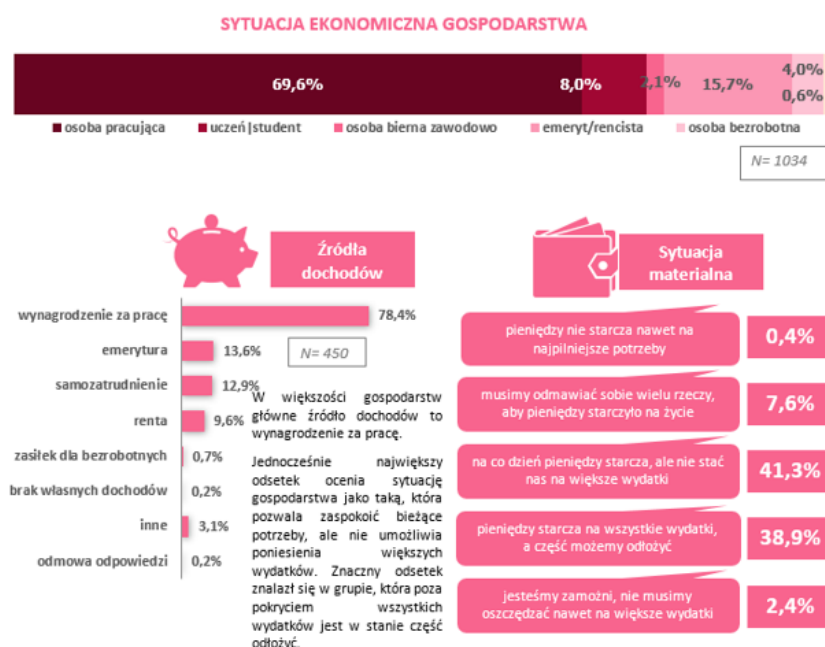 SYTUACJA EKONOMICZNA GOSPODARSTWA
69,6%
8,0%
2,1%
15,7%
4,0%
0,6%
osoba pracująca
uczeń|student
osoba bierna zawodowo
emeryt/rencista
osoba bezrobotna
N= 1034
Źródła
dochodów
wynagrodzenie za pracę
78,4%
emerytura
13,6%
samozatrudnienie
12,9%
renta
9,6%
zasiłek dla bezrobotnych
0,7%
brak własnych dochodów
0,2%
inne
3,1%
odmowa odpowiedzi
0,2%
N= 450
W większości gospodarstw
główne źródło dochodów to
wynagrodzenie za pracę.
Jednocześnie największy
odsetek ocenia sytuację
gospodarstwa jako taką, która
pozwala zaspokoić bieżące
potrzeby, ale nie umożliwia
poniesienia większych
wydatków. Znaczny odsetek
znalazł się w grupie, która poza
pokryciem wszystkich
wydatków jest w stanie część
odłożyć.
Sytuacja
materialna
pieniędzy nie starcza nawet na
najpilniejsze potrzeby
0,4%
musimy odmawiać sobie wielu rzeczy,
aby pieniędzy starczyło na życie
7,6%
na co dzień pieniędzy starcza, ale nie stać
nas na większe wydatki
41,3%
pieniędzy starcza na wszystkie wydatki,
a część możemy odłożyć
38,9%
jesteśmy zamożni, nie musimy
oszczędzać nawet na większe wydatki
2,4%